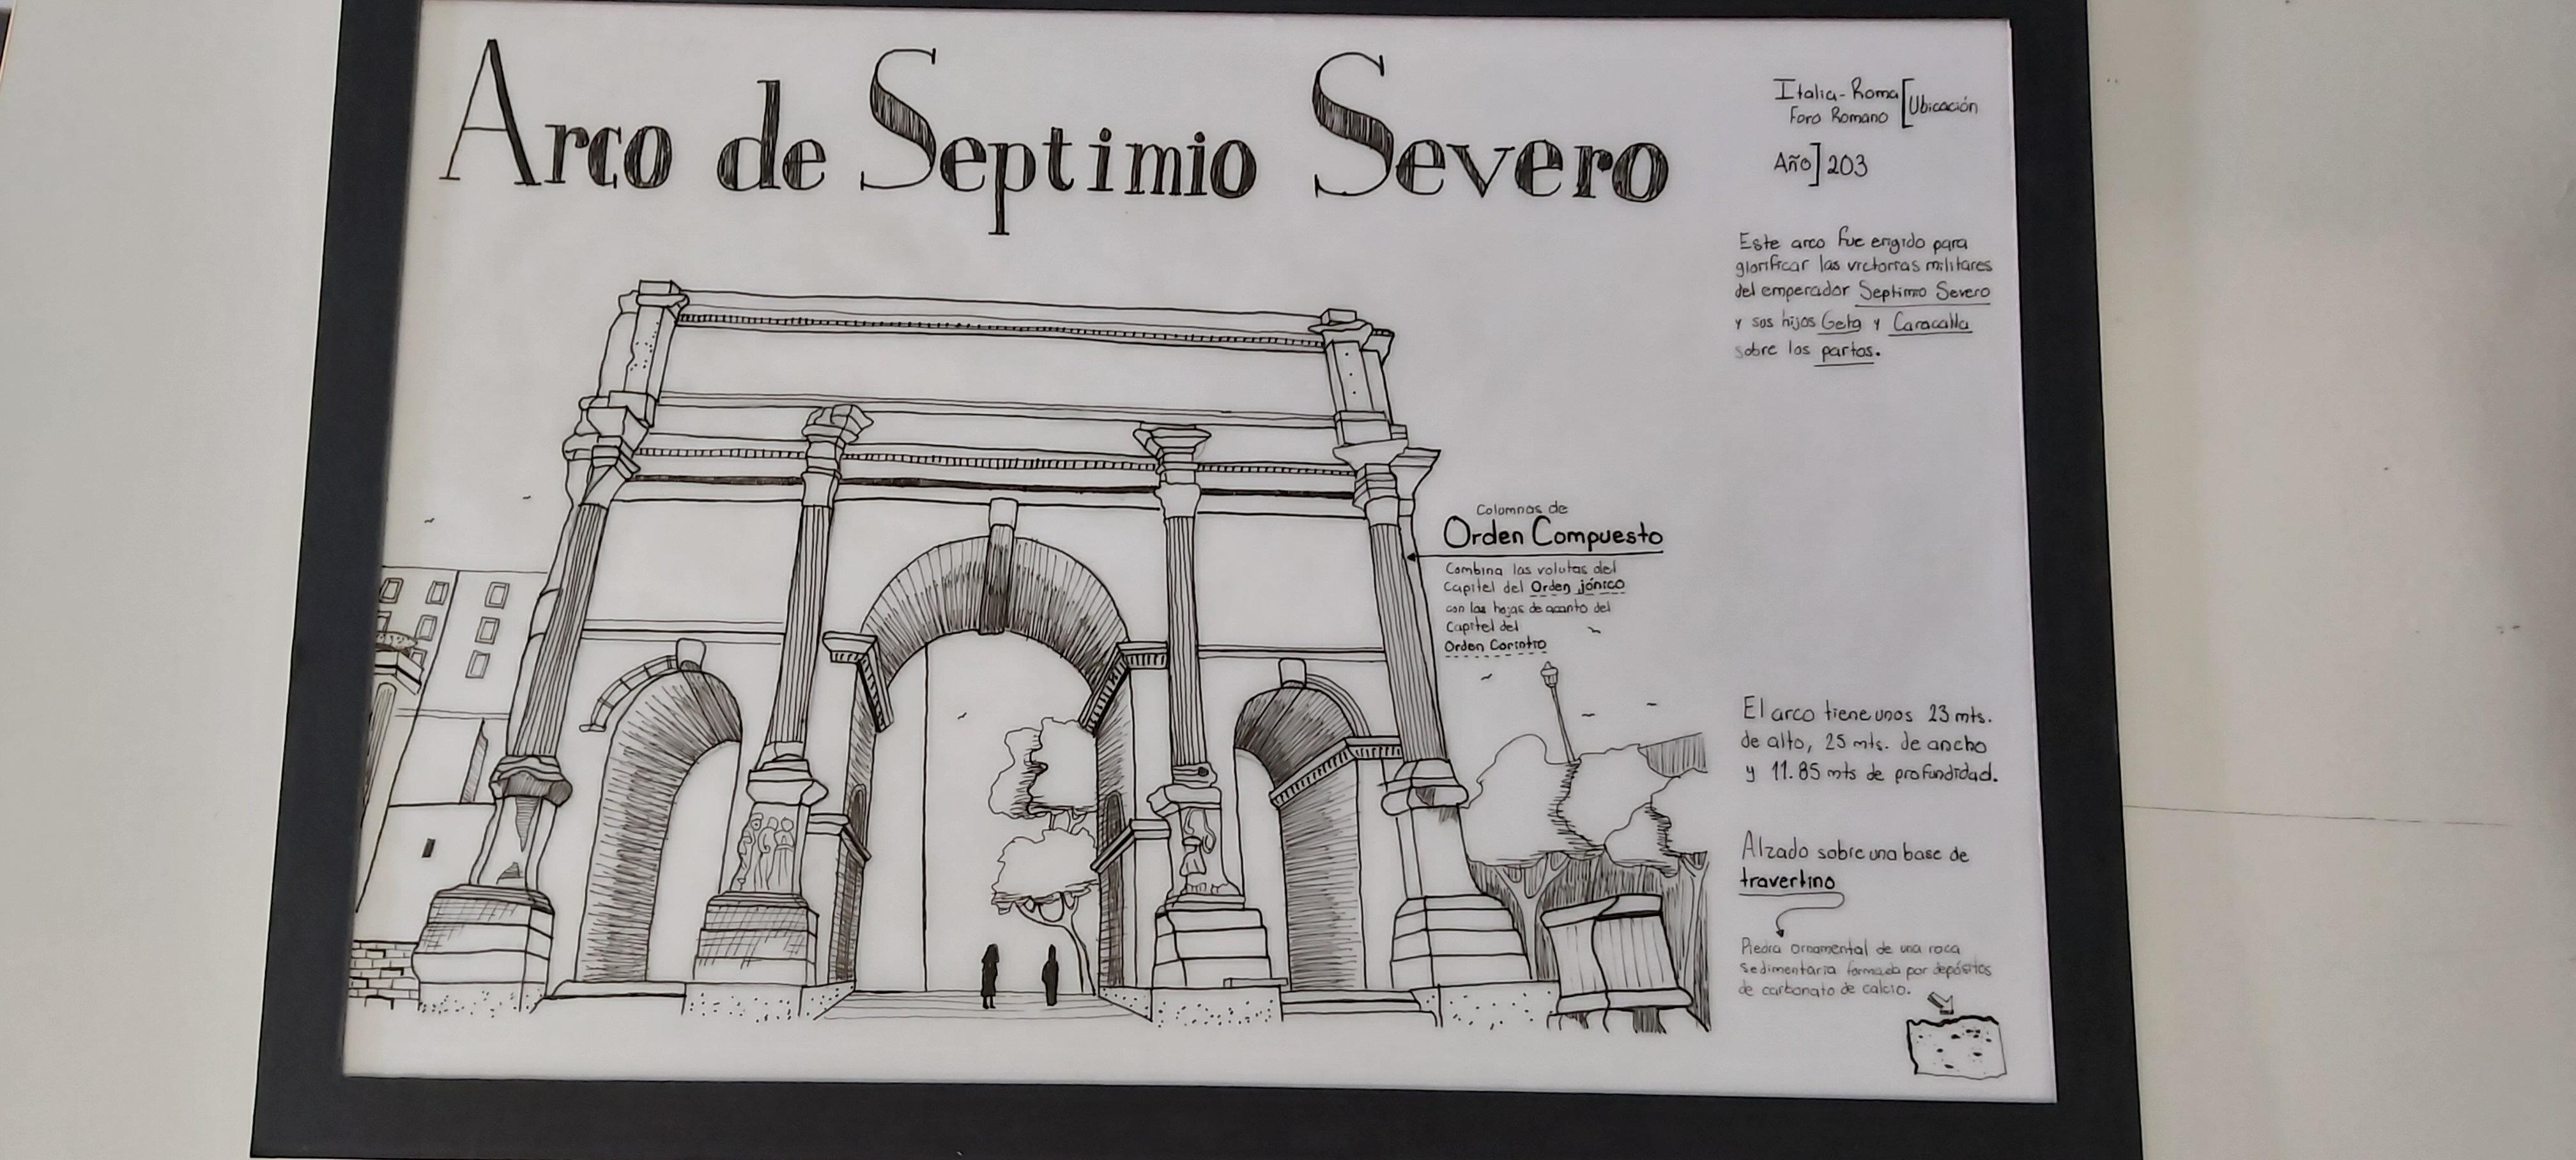 Arco de Septimio Severo
Italia-Roma
Foro Romano
[Ubicación
Año] 203
Este arco fue erigido para
glorificar las victorias militares
del emperador Septimio Severo
y sus hijos Geta y Caracalla
sobre los partos.
Columnas de
Orden Compuesto
Combina las volutas del
Capitel del Orden jónico
con las hojas de acanto del
Capitel del
Orden Corintio
El arco tiene unos 23 mts.
de alto, 25 mts. de ancho
y 11.85 mts de profundidad.
Alzado sobre una base de
travertino
Piedra ornamental de una roca
sedimentaria formada por depósitos
de carbonato de calcio.